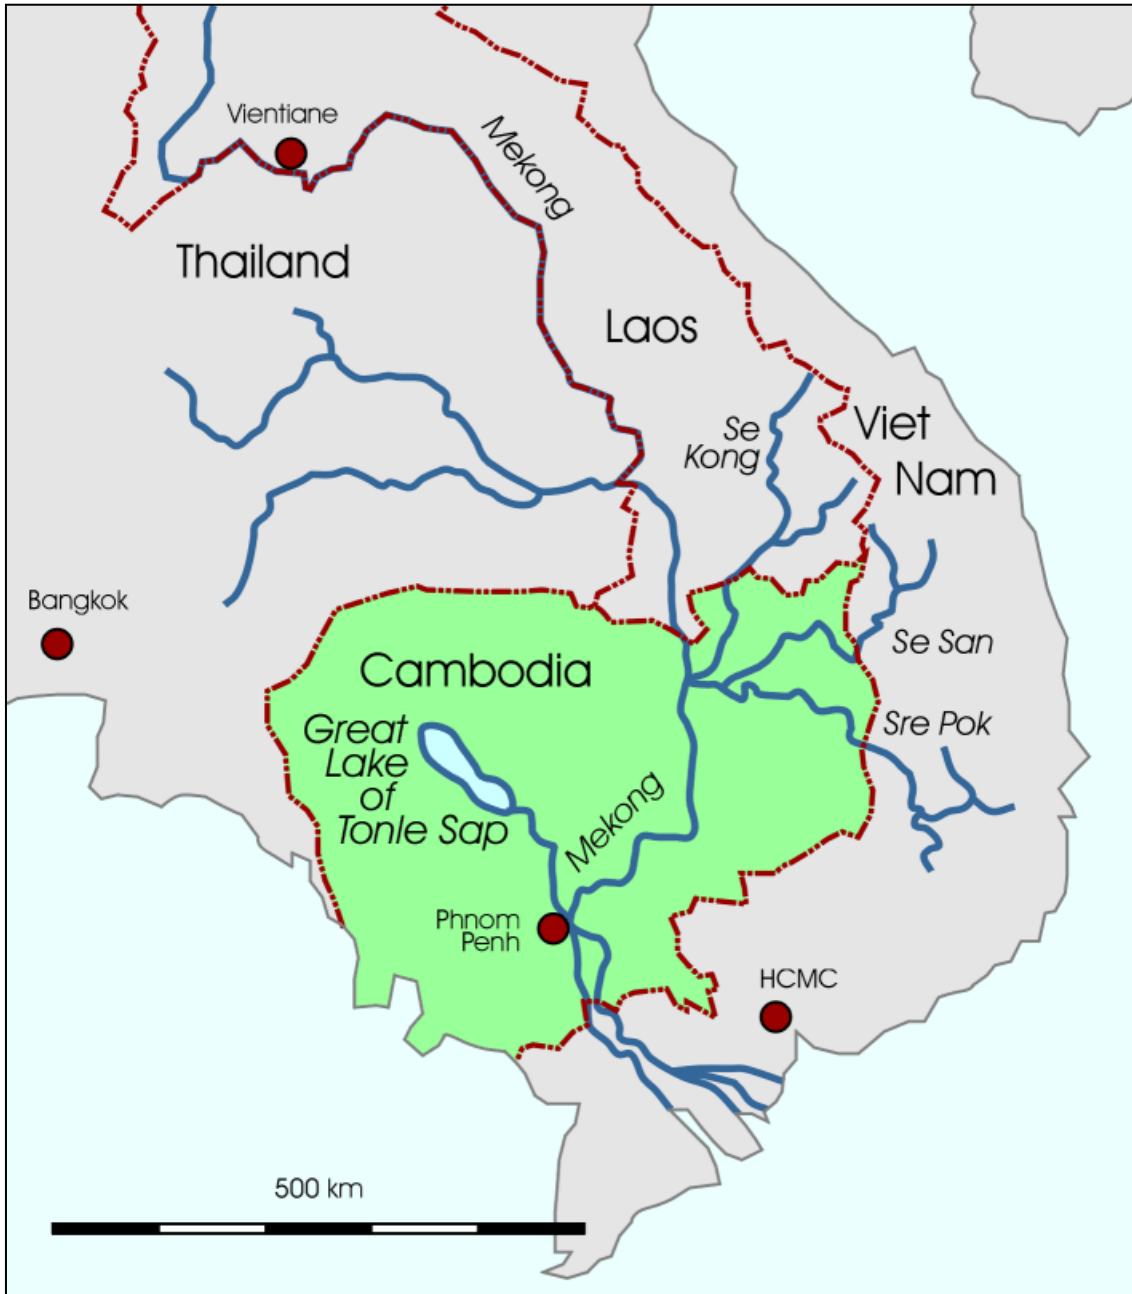 Vientiane
Mekong
Thailand
Laos
Se
Kong
Viet
Nam
Bangkok
Se San
Cambodia
Great
Lake
of
Tonle Sap
Sre Pok
Mekong
Phnom
Penh
HCMC
500 km